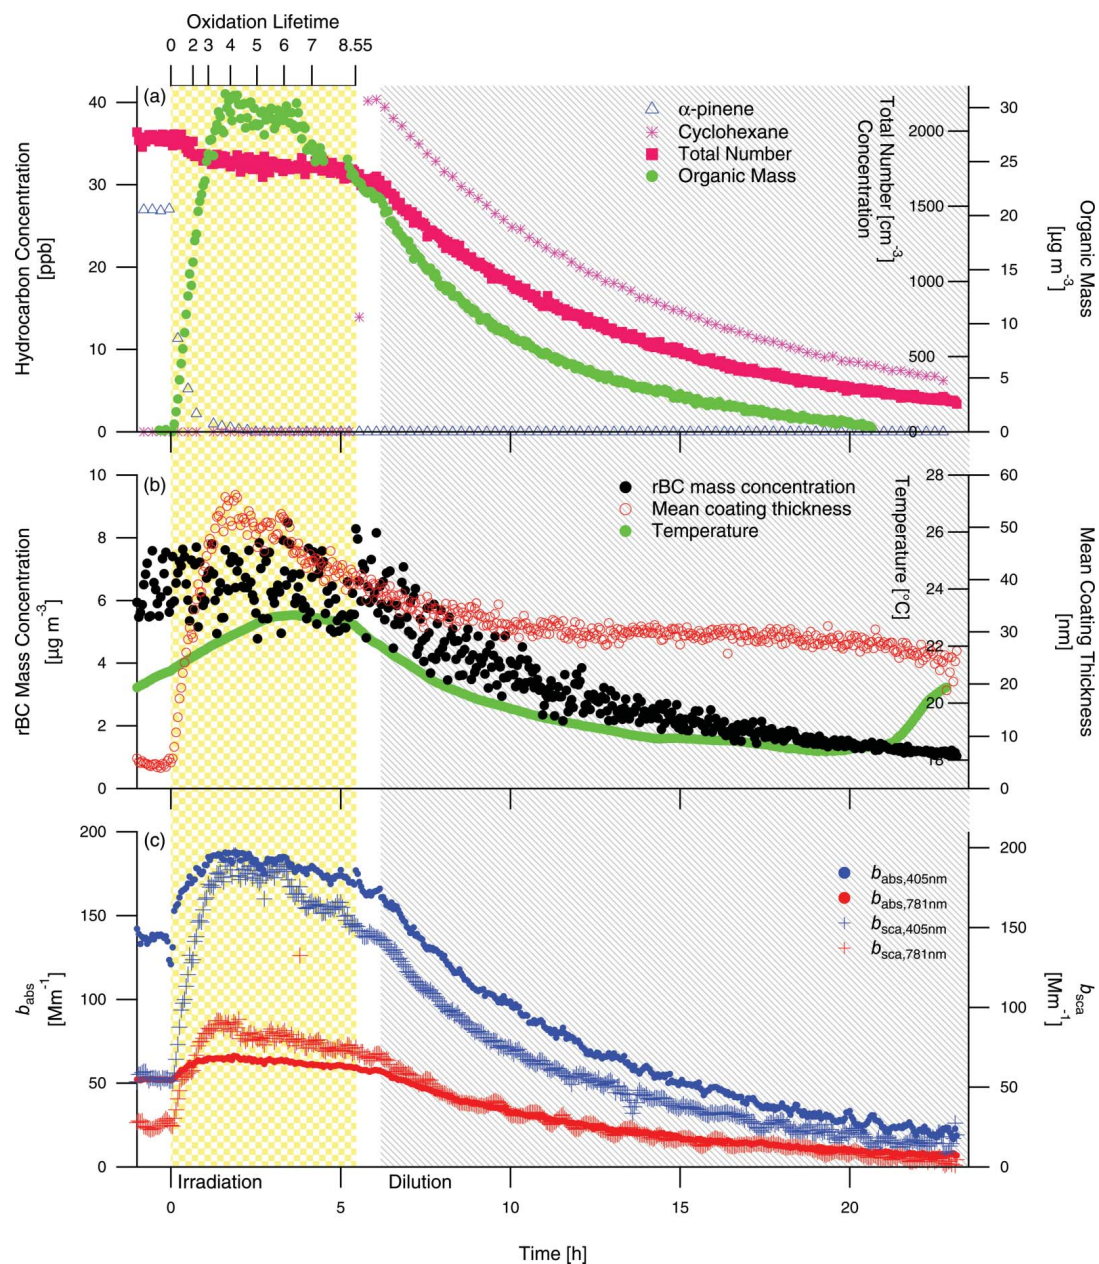 Oxidation Lifetime
0 2 3 4 5 6 7 8.55
(a)
40
30
20
10
0
Hydrocarbon Concentration
[ppb]
α-pinene
Cyclohexane
Total Number
Organic Mass
Total Number [cm-3]
Concentration
2000
1500
1000
500
0
30
25
20
15
10
5
0
Organic Mass
[µg m-3]
(b)
10
8
6
4
2
0
rBC Mass Concentration
[µg m-3]
rBC mass concentration
Mean coating thickness
Temperature
Temperature [°C]
28
26
24
22
20
18
60
50
40
30
20
10
0
Mean Coating Thickness
[nm]
(c)
200
150
100
50
0
babs
[Mm-1]
babs,405nm
babs,781nm
bsca,405nm
bsca,781nm
200
150
100
50
0
bsca
[Mm-1]
Irradiation Dilution
0 5 10 15 20
Time [h]